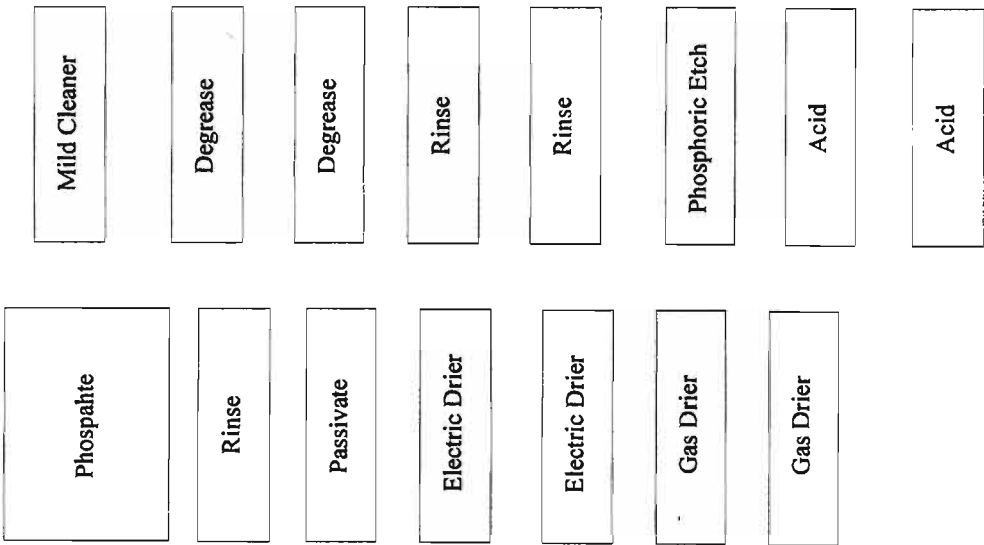 Mild Cleaner
Degrease
Degrease
Rinse
Rinse
Phosphoric Etch
Acid
Acid
Phospahte
Rinse
Passivate
Electric Drier
Electric Drier
Gas Drier
Gas Drier